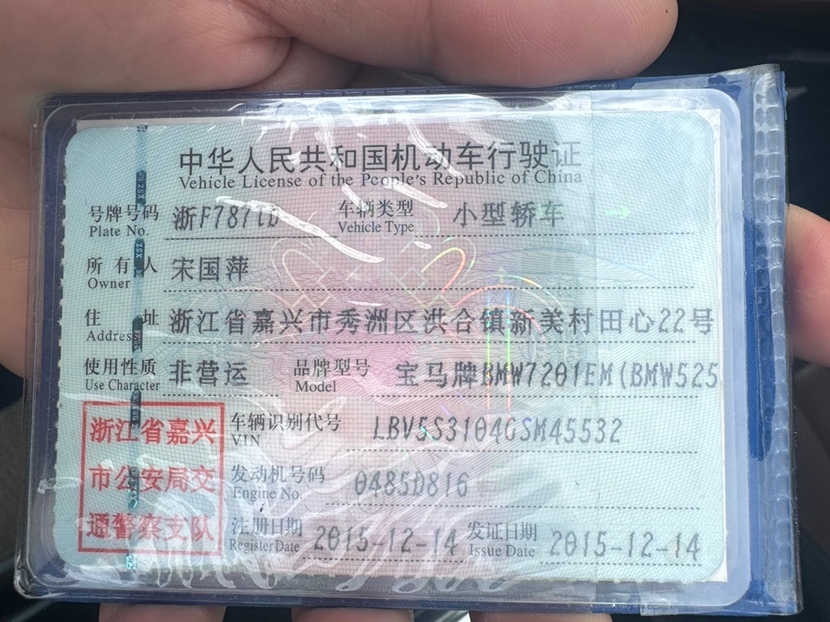 中华人民共和国机动车行驶证
Vehicle License of the People's Republic of China
号牌号码 车辆类型 小型轿车
Plate No. Vehicle Type
所有人 宋国萍
Owner
住址 浙江省嘉兴市秀洲区洪合镇新美村田心22号
Address
使用性质 非营运 品牌型号 宝马牌BMW7201EM(BMW525
Use Character Model
浙江省嘉兴
市公安局交
通警察支队
车辆识别代号 LBV5S3104GSM45532
VIN
发动机号码 0485D816
Engine No.
注册日期 2015-12-14 发证日期 2015-12-14
Register Date Issue Date